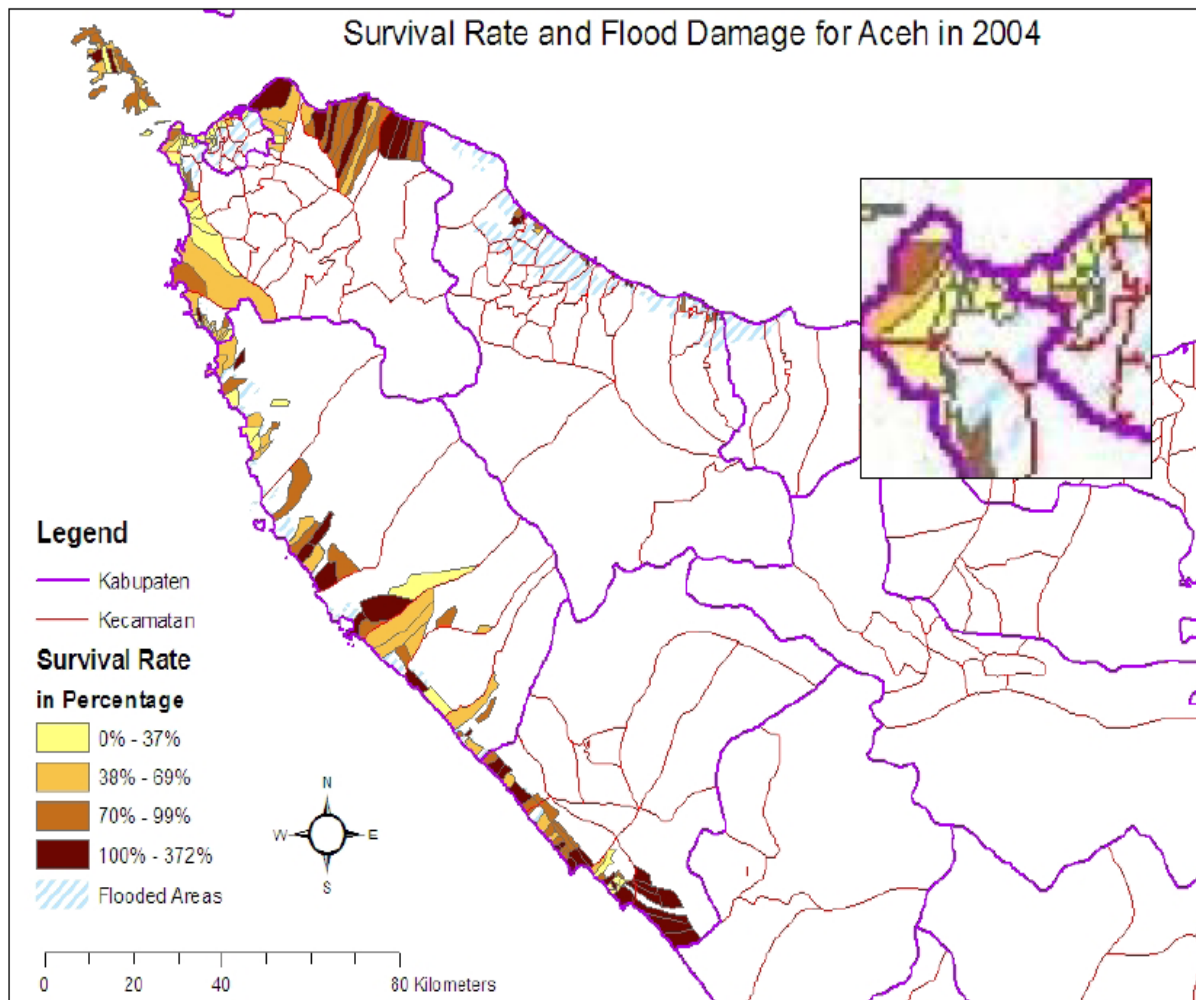 Survival Rate and Flood Damage for Aceh in 2004
Legend
Kabupaten
Kecamatan
Survival Rate
in Percentage
0% - 37%
38% - 69%
70% - 99%
100% - 372%
Flooded Areas
N
W E
S
0 20 40 80 Kilometers